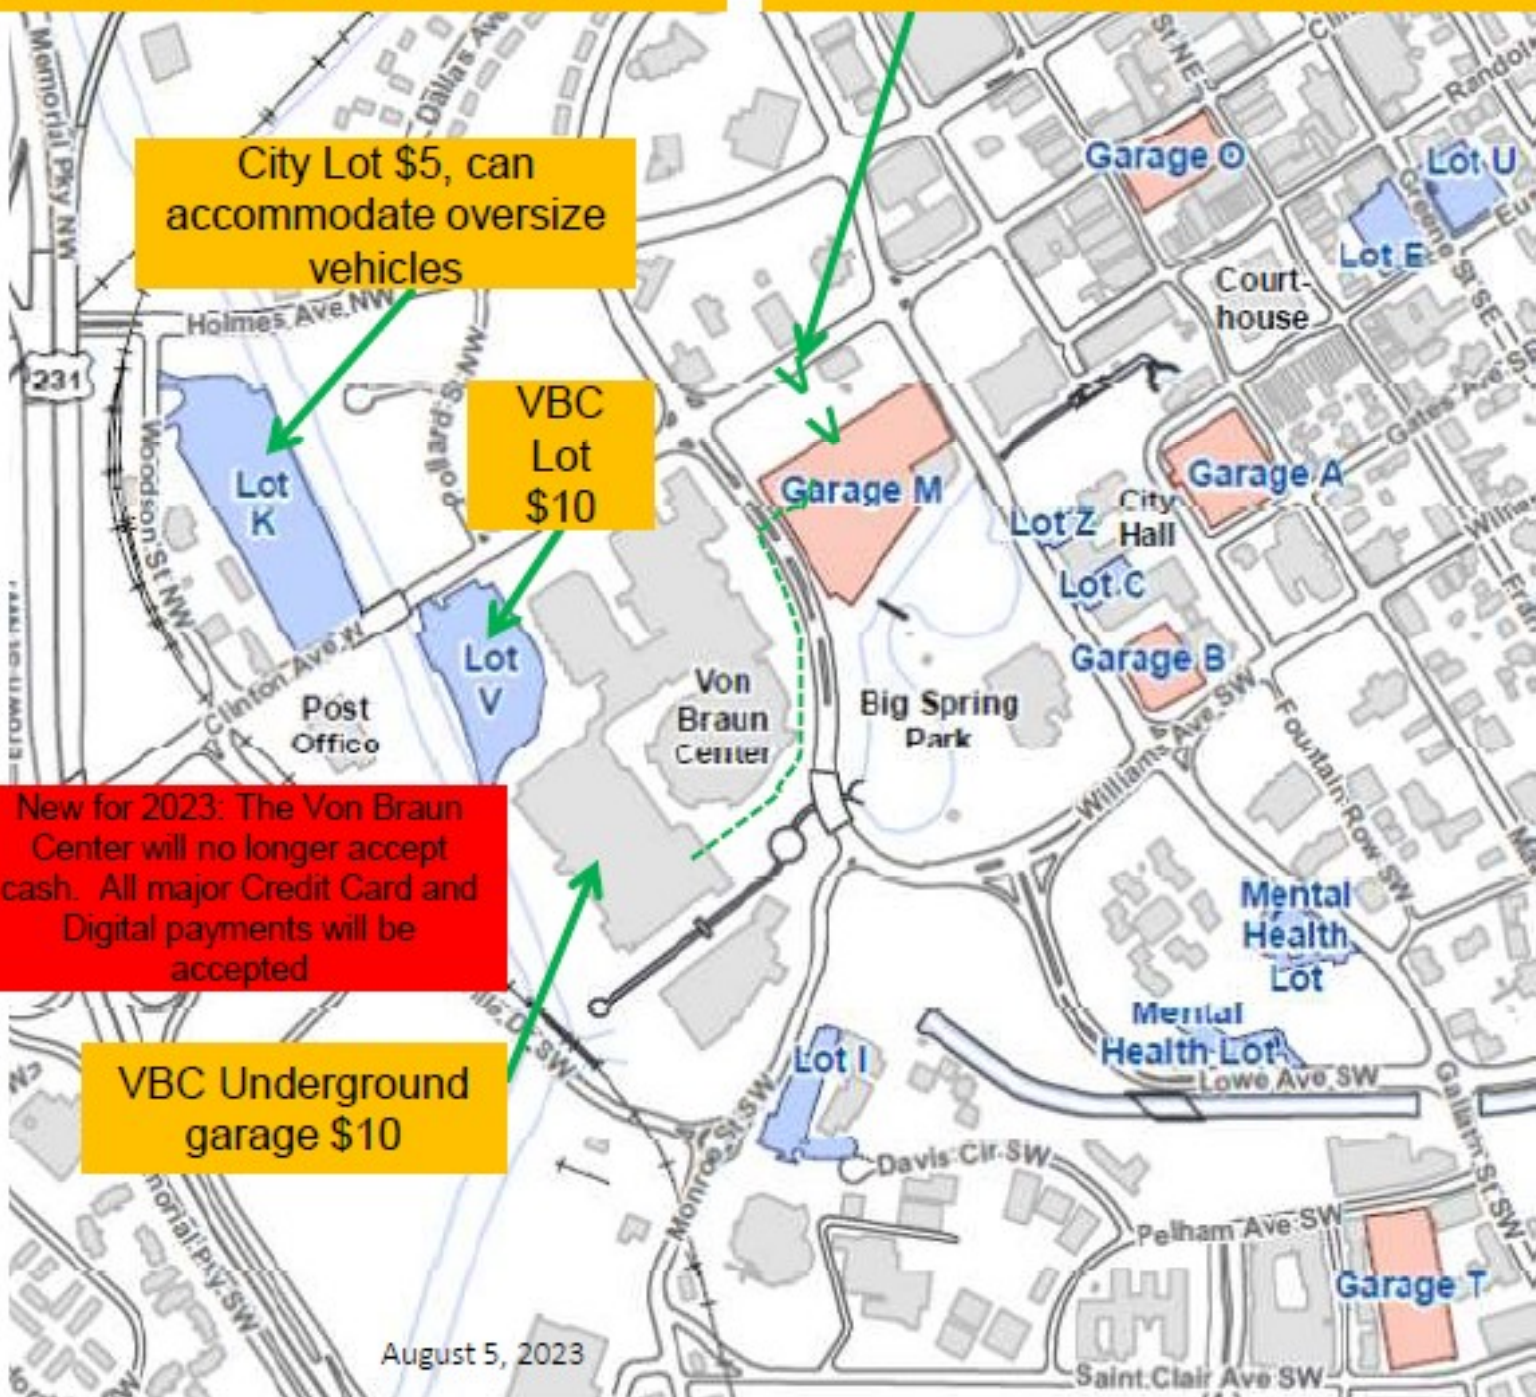 Memorial Pky NW
Dallas Ave
St NE
Randol
City Lot $5, can
accommodate oversize
vehicles
Garage O
Lot U
Greene St SE
Lot E
Court-
house
Holmes Ave NW
231
Pollard St NW
Woodson St NW
VBC
Lot
$10
Lot
K
Garage M
Garage A
Gates Ave SE
City
Hall
Lot Z
Lot C
Garage B
Lot
V
Von
Braun
Center
Big Spring
Park
Post
Office
Clinton Ave W
Williams Ave SW
Fountain Row SW
New for 2023: The Von Braun
Center will no longer accept
cash. All major Credit Card and
Digital payments will be
accepted
Mental
Health
Lot
Mental
Health Lot
Lowe Ave SW
Lot I
VBC Underground
garage $10
Monroe St SW
Davis Cir SW
Gallatin St SW
Pelham Ave SW
Garage T
Saint Clair Ave SW
August 5, 2023